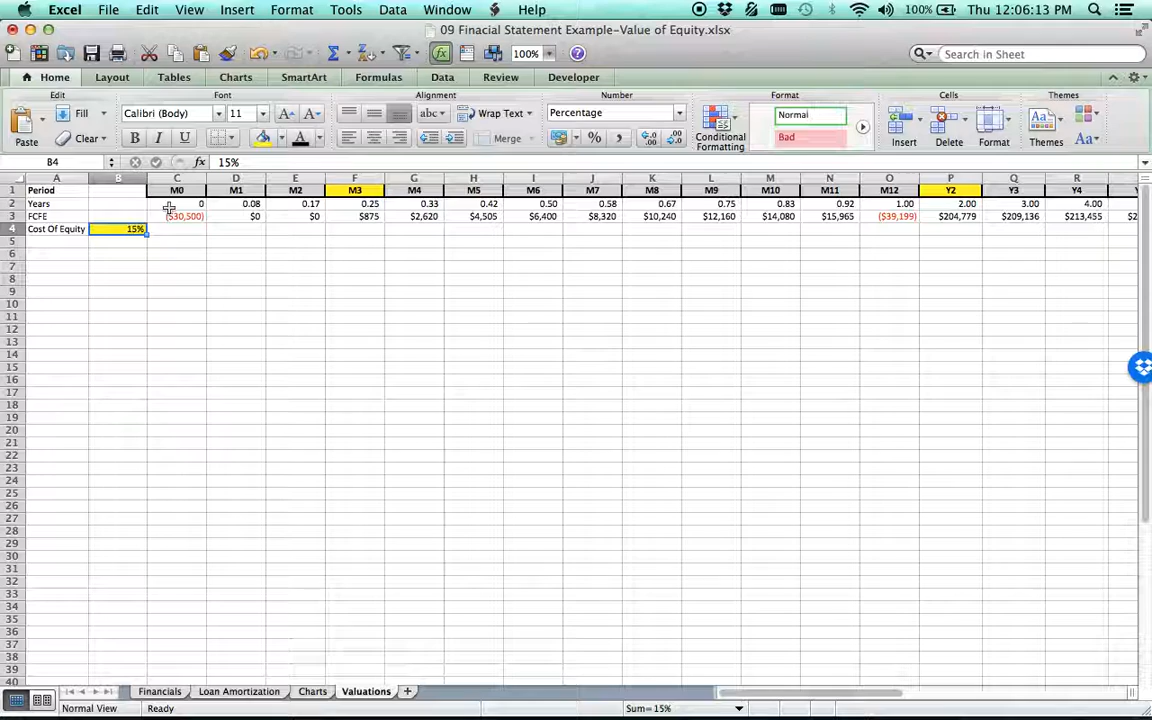 Excel File Edit View Insert Format Tools Data Window Help 100% Thu 12:06:13 PM
09 Finacial Statement Example-Value of Equity.xlsx
fx 100% Search in Sheet
Home Layout Tables Charts SmartArt Formulas Data Review Developer
Edit Font Alignment Number Format Cells Themes
Paste Fill Calibri (Body) 11 A A abc Wrap Text Percentage Conditional Formatting Normal Insert Delete Format Themes Aa
Clear B I U A Merge % Bad
B4 fx 15%
A B C D E F G H I J K L M N O P Q R
1 Period M0 M1 M2 M3 M4 M5 M6 M7 M8 M9 M10 M11 M12 Y2 Y3 Y4
2 Years 0 0.08 0.17 0.25 0.33 0.42 0.50 0.58 0.67 0.75 0.83 0.92 1.00 2.00 3.00 4.00
3 FCFE ($30,500) $0 $0 $875 $2,620 $4,505 $6,400 $8,320 $10,240 $12,160 $14,080 $15,965 ($39,199) $204,779 $209,136 $213,455
4 Cost Of Equity 15%
5
6
7
8
9
10
11
12
13
14
15
16
17
18
19
20
21
22
23
24
25
26
27
28
29
30
31
32
33
34
35
36
37
38
39
40
Financials Loan Amortization Charts Valuations
Normal View Ready Sum=15%